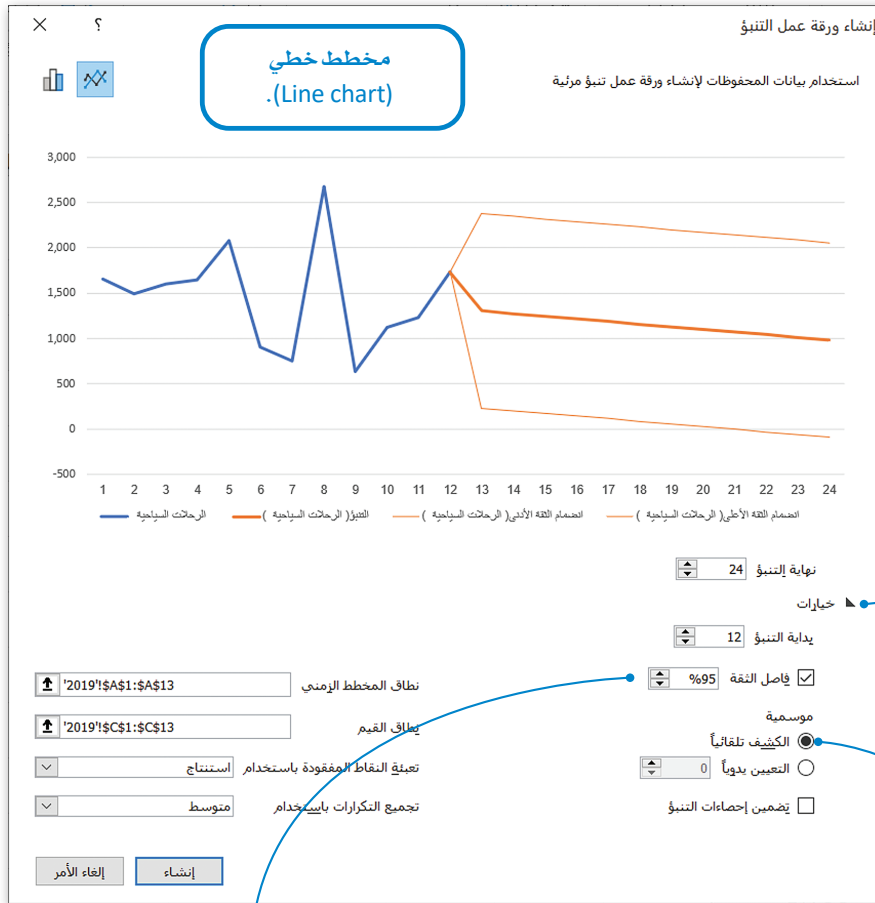 إنشاء ورقة عمل التنبؤ
؟
استخدام بيانات المحفوظات لإنشاء ورقة عمل تنبؤ مرئية
مخطط خطي
(Line chart).
3,000
2,500
2,000
1,500
1,000
500
0
-500
1 2 3 4 5 6 7 8 9 10 11 12 13 14 15 16 17 18 19 20 21 22 23 24
الرحلات السياحية
التنبؤ( الرحلات السياحية )
انضمام الثقة الأدنى( الرحلات السياحية )
انضمام الثقة الأعلى( الرحلات السياحية )
نهاية التنبؤ 24
خيارات
بداية التنبؤ 12
فاصل الثقة 95%
موسمية
الكشف تلقائياً
التعيين يدوياً 0
تضمين إحصاءات التنبؤ
نطاق المخطط الزمني '2019'!$A$1:$A$13
نطاق القيم '2019'!$C$1:$C$13
تعبئة النقاط المفقودة باستخدام استنتاج
تجميع التكرارات باستخدام متوسط
إنشاء
إلغاء الأمر